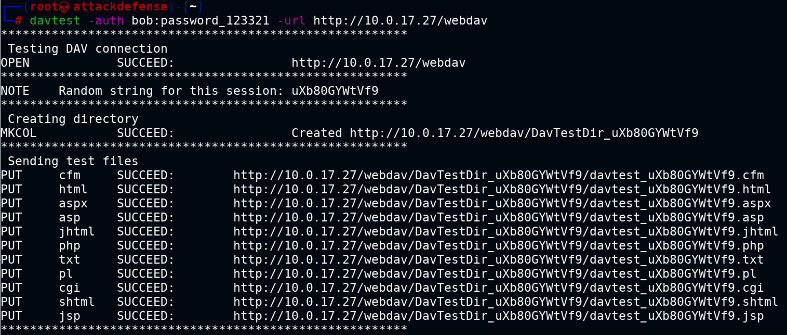 (root㉿attackdefense)-[~]
# davtest -auth bob:password_123321 -url http://10.0.17.27/webdav
********************************************************
Testing DAV connection
OPEN SUCCEED: http://10.0.17.27/webdav
********************************************************
NOTE Random string for this session: uXb80GYWtVf9
********************************************************
Creating directory
MKCOL SUCCEED: Created http://10.0.17.27/webdav/DavTestDir_uXb80GYWtVf9
********************************************************
Sending test files
PUT cfm SUCCEED: http://10.0.17.27/webdav/DavTestDir_uXb80GYWtVf9/davtest_uXb80GYWtVf9.cfm
PUT html SUCCEED: http://10.0.17.27/webdav/DavTestDir_uXb80GYWtVf9/davtest_uXb80GYWtVf9.html
PUT aspx SUCCEED: http://10.0.17.27/webdav/DavTestDir_uXb80GYWtVf9/davtest_uXb80GYWtVf9.aspx
PUT asp SUCCEED: http://10.0.17.27/webdav/DavTestDir_uXb80GYWtVf9/davtest_uXb80GYWtVf9.asp
PUT jhtml SUCCEED: http://10.0.17.27/webdav/DavTestDir_uXb80GYWtVf9/davtest_uXb80GYWtVf9.jhtml
PUT php SUCCEED: http://10.0.17.27/webdav/DavTestDir_uXb80GYWtVf9/davtest_uXb80GYWtVf9.php
PUT txt SUCCEED: http://10.0.17.27/webdav/DavTestDir_uXb80GYWtVf9/davtest_uXb80GYWtVf9.txt
PUT pl SUCCEED: http://10.0.17.27/webdav/DavTestDir_uXb80GYWtVf9/davtest_uXb80GYWtVf9.pl
PUT cgi SUCCEED: http://10.0.17.27/webdav/DavTestDir_uXb80GYWtVf9/davtest_uXb80GYWtVf9.cgi
PUT shtml SUCCEED: http://10.0.17.27/webdav/DavTestDir_uXb80GYWtVf9/davtest_uXb80GYWtVf9.shtml
PUT jsp SUCCEED: http://10.0.17.27/webdav/DavTestDir_uXb80GYWtVf9/davtest_uXb80GYWtVf9.jsp
********************************************************